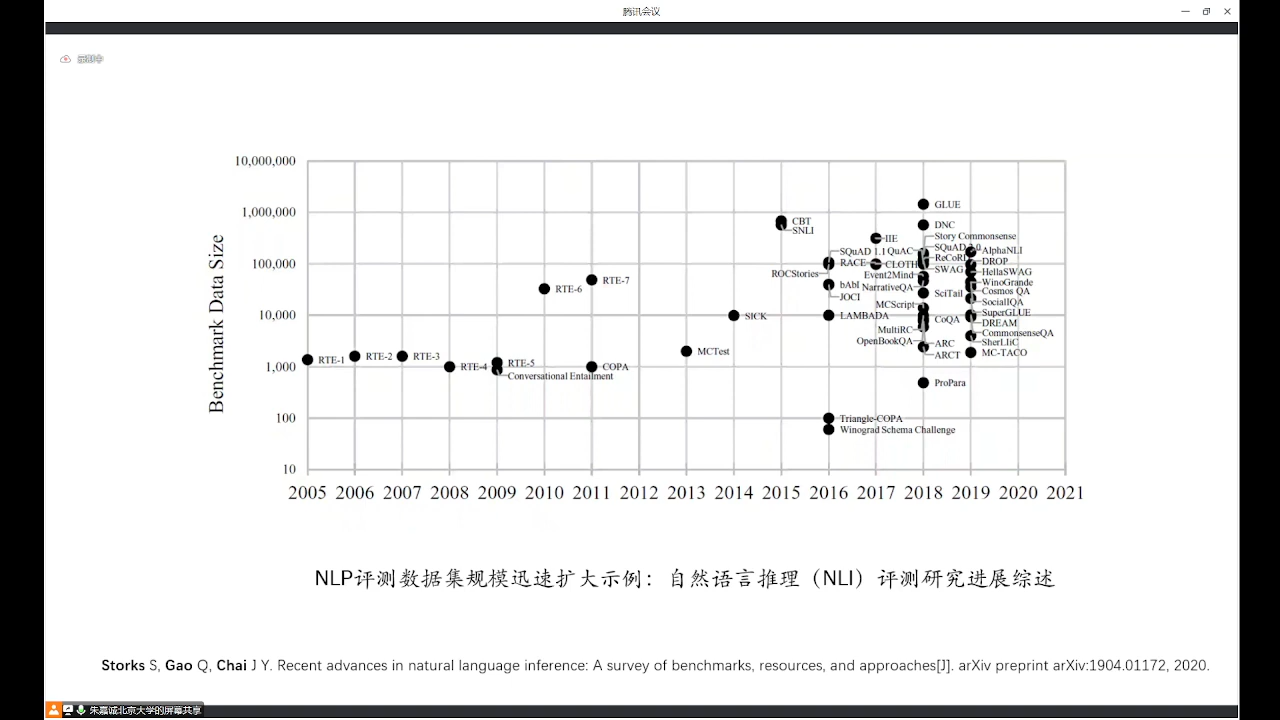 腾讯会议
录制中
10,000,000
1,000,000
100,000
10,000
1,000
100
10
Benchmark Data Size
2005 2006 2007 2008 2009 2010 2011 2012 2013 2014 2015 2016 2017 2018 2019 2020 2021
RTE-1
RTE-2
RTE-3
RTE-4
RTE-5
Conversational Entailment
RTE-6
RTE-7
COPA
MCTest
SICK
CBT
SNLI
SQuAD 1.1
RACE
ROCStories
bAbI
JOCI
LAMBADA
Triangle-COPA
Winograd Schema Challenge
IIE
CLOTH
GLUE
DNC
Story Commonsense
SQuAD 2.0
QuAC
ReCoRD
SWAG
Event2Mind
NarrativeQA
SciTail
MCScript
CoQA
MultiRC
OpenBookQA
ARC
ARCT
ProPara
AlphaNLI
DROP
HellaSWAG
WinoGrande
Cosmos QA
SocialIQA
SuperGLUE
DREAM
CommonsenseQA
SherLIiC
MC-TACO
NLP评测数据集规模迅速扩大示例：自然语言推理（NLI）评测研究进展综述
Storks S, Gao Q, Chai J Y. Recent advances in natural language inference: A survey of benchmarks, resources, and approaches[J]. arXiv preprint arXiv:1904.01172, 2020.
朱嘉诚北京大学的屏幕共享